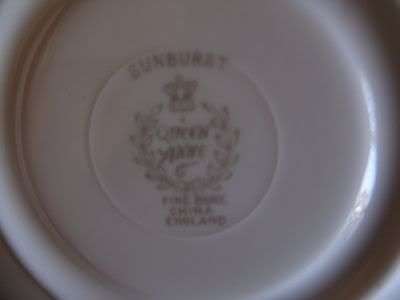 SUNBURST
QUEEN
ANNE
FINE BONE
CHINA
ENGLAND